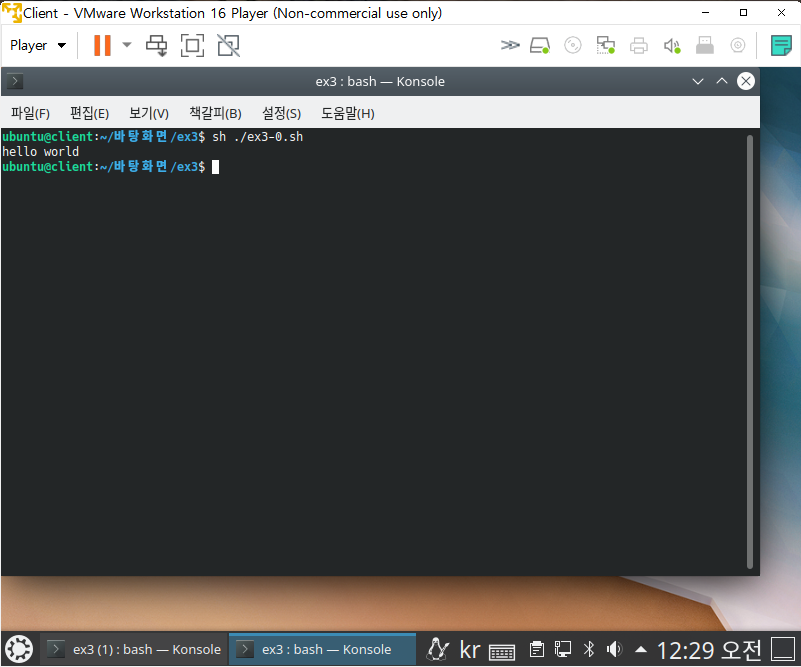 Client - VMware Workstation 16 Player (Non-commercial use only)
Player
ex3 : bash — Konsole
파일(F) 편집(E) 보기(V) 책갈피(B) 설정(S) 도움말(H)
ubuntu@client:~/바탕화면/ex3$ sh ./ex3-0.sh
hello world
ubuntu@client:~/바탕화면/ex3$
ex3 (1) : bash — Konsole ex3 : bash — Konsole kr 12:29 오전